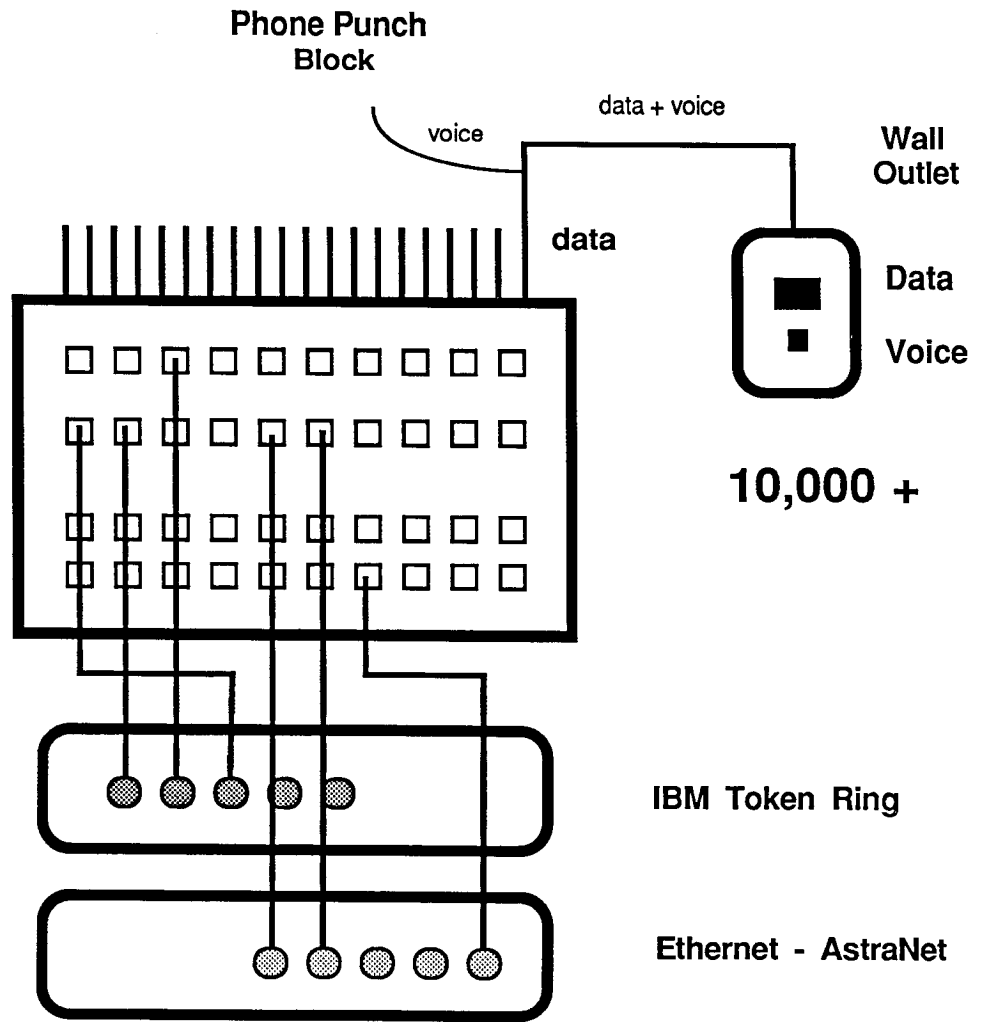 Phone Punch
Block
voice
data + voice
Wall
Outlet
data
Data
Voice
10,000 +
IBM Token Ring
Ethernet - AstraNet